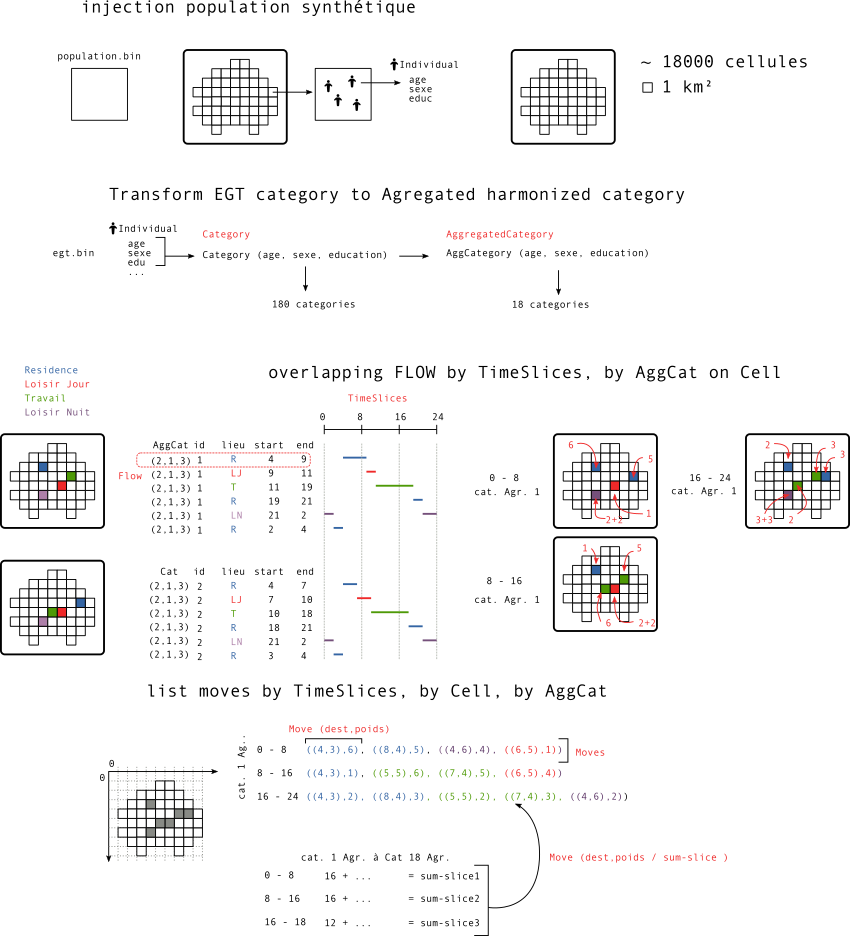 injection population synthétique
population.bin
Individual
age
sexe
educ
~ 18000 cellules
1 km²
Transform EGT category to Agregated harmonized category
egt.bin
Individual
age
sexe
edu
...
Category
Category (age, sexe, education)
180 categories
AggregatedCategory
AggCategory (age, sexe, education)
18 categories
Residence
Loisir Jour
Travail
Loisir Nuit
overlapping FLOW by TimeSlices, by AggCat on Cell
TimeSlices
0 8 16 24
AggCat id lieu start end
Flow
(2,1,3) 1 R 4 9
(2,1,3) 1 LJ 9 11
(2,1,3) 1 T 11 19
(2,1,3) 1 R 19 21
(2,1,3) 1 LN 21 2
(2,1,3) 1 R 2 4
Cat id lieu start end
(2,1,3) 2 R 4 7
(2,1,3) 2 LJ 7 10
(2,1,3) 2 T 10 18
(2,1,3) 2 R 18 21
(2,1,3) 2 LN 21 2
(2,1,3) 2 R 3 4
0 - 8
cat. Agr. 1
6
5
2+2
1
16 - 24
cat. Agr. 1
2
3
3
3+3
2
8 - 16
cat. Agr. 1
1
5
6
2+2
list moves by TimeSlices, by Cell, by AggCat
0
0
cat. 1 Ag..
Move (dest,poids)
0 - 8 ((4,3),6), ((8,4),5), ((4,6),4), ((6,5),1))
Moves
8 - 16 ((4,3),1), ((5,5),6), ((7,4),5), ((6,5),4))
16 - 24 ((4,3),2), ((8,4),3), ((5,5),2), ((7,4),3), ((4,6),2))
cat. 1 Agr. à Cat 18 Agr.
0 - 8 16 + ... = sum-slice1
8 - 16 16 + ... = sum-slice2
16 - 18 12 + ... = sum-slice3
Move (dest,poids / sum-slice )